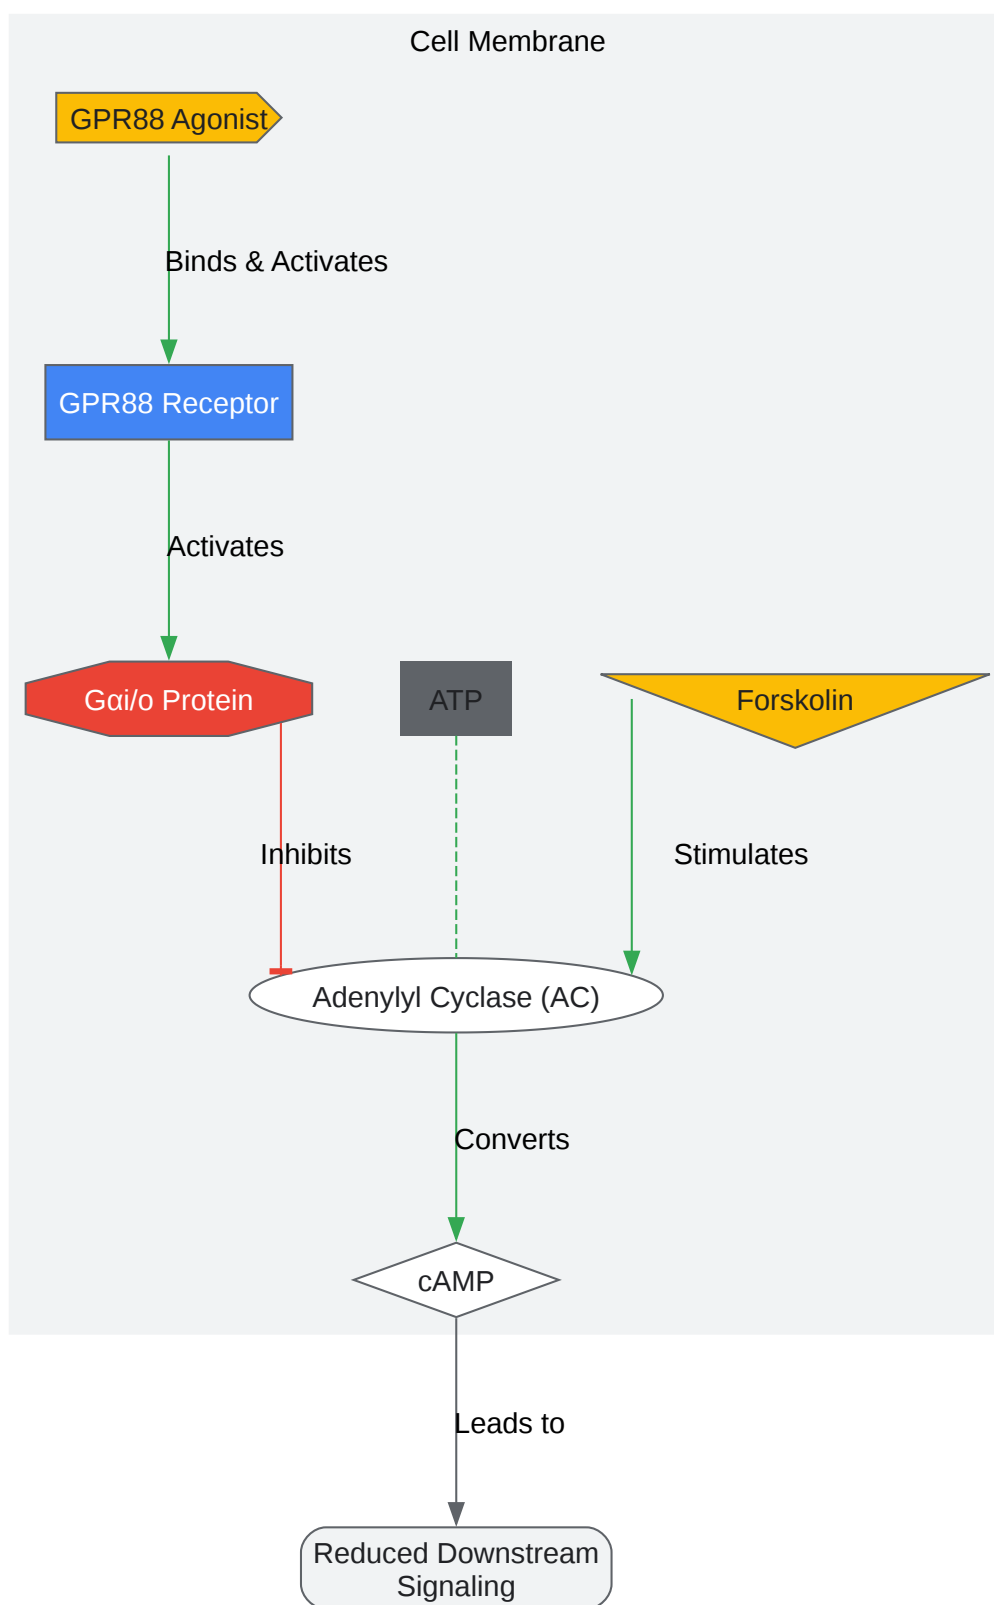 Cell Membrane
GPR88 Agonist
Binds & Activates
GPR88 Receptor
Activates
Gαi/o Protein
ATP
Forskolin
Inhibits
Stimulates
Adenylyl Cyclase (AC)
Converts
cAMP
Leads to
Reduced Downstream
Signaling